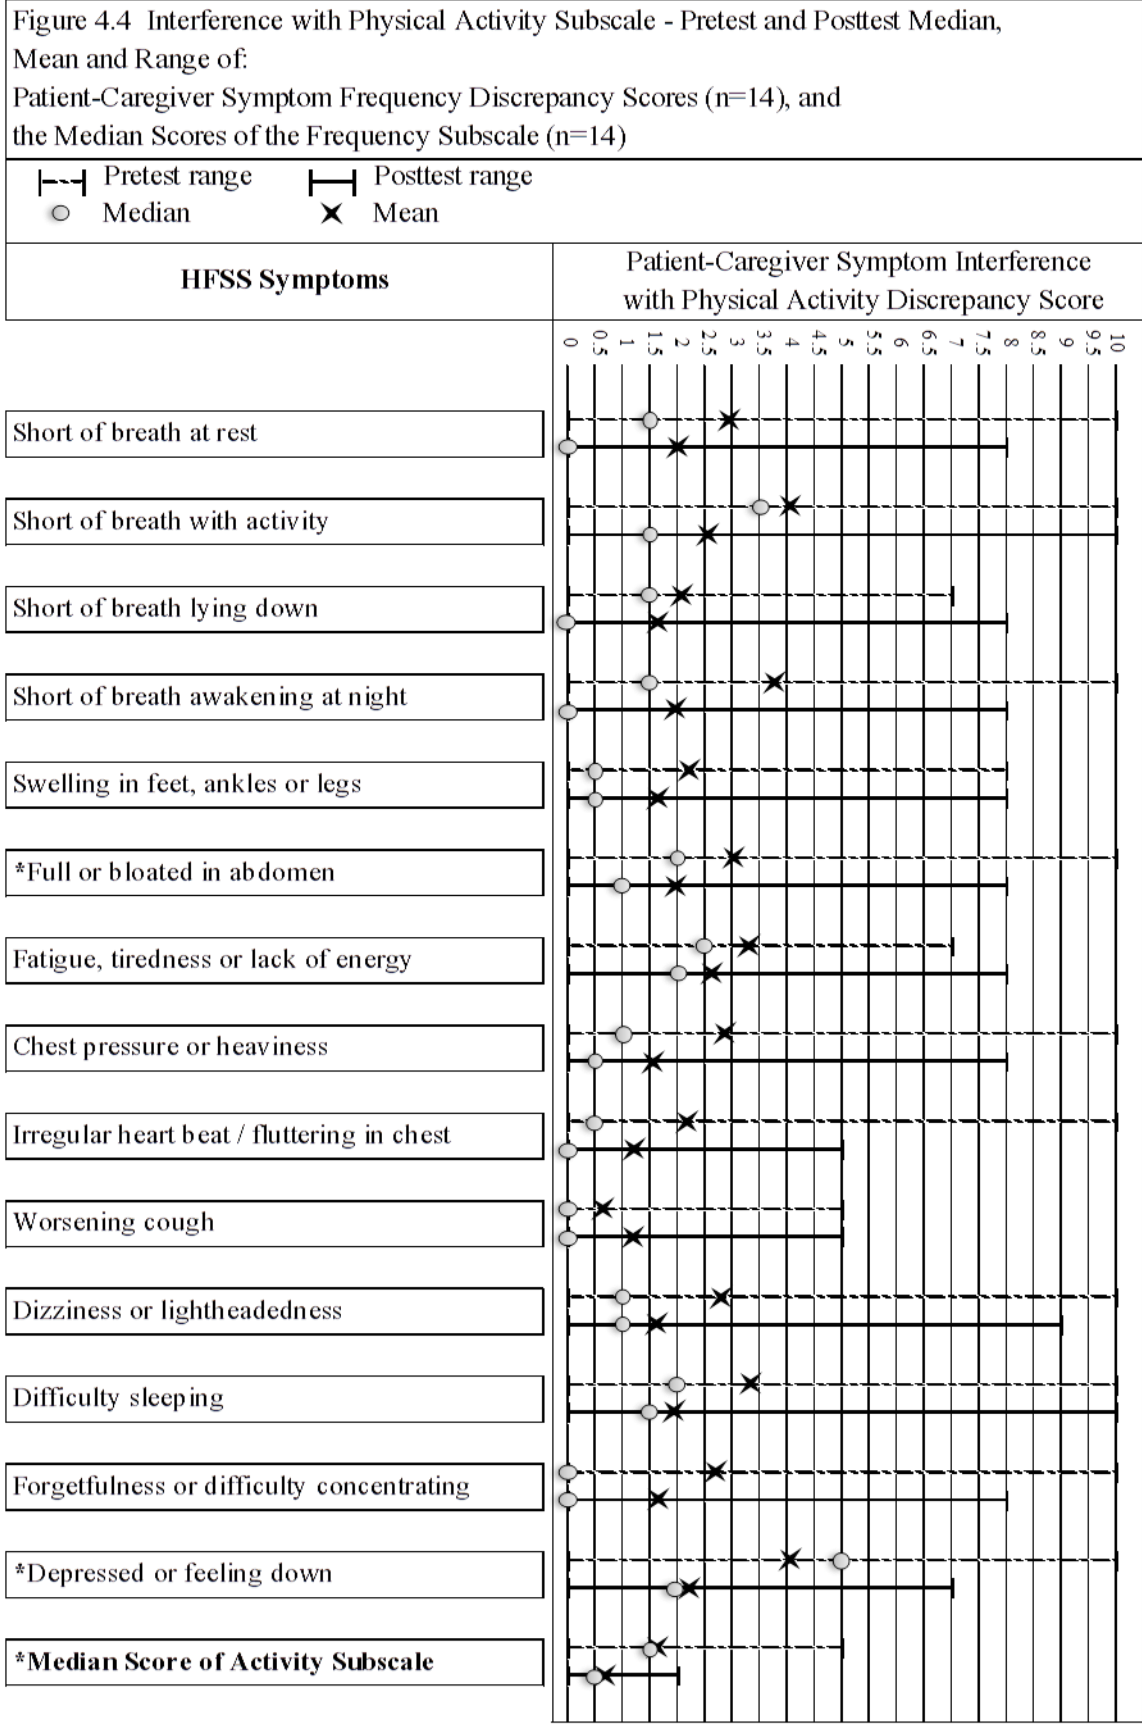 Figure 4.4 Interference with Physical Activity Subscale - Pretest and Posttest Median,
Mean and Range of:
Patient-Caregiver Symptom Frequency Discrepancy Scores (n=14), and
the Median Scores of the Frequency Subscale (n=14)
Pretest range Posttest range
Median Mean
HFSS Symptoms
Patient-Caregiver Symptom Interference
with Physical Activity Discrepancy Score
0 0.5 1 1.5 2 2.5 3 3.5 4 4.5 5 5.5 6 6.5 7 7.5 8 8.5 9 9.5 10
Short of breath at rest
Short of breath with activity
Short of breath lying down
Short of breath awakening at night
Swelling in feet, ankles or legs
*Full or bloated in abdomen
Fatigue, tiredness or lack of energy
Chest pressure or heaviness
Irregular heart beat / fluttering in chest
Worsening cough
Dizziness or lightheadedness
Difficulty sleeping
Forgetfulness or difficulty concentrating
*Depressed or feeling down
*Median Score of Activity Subscale